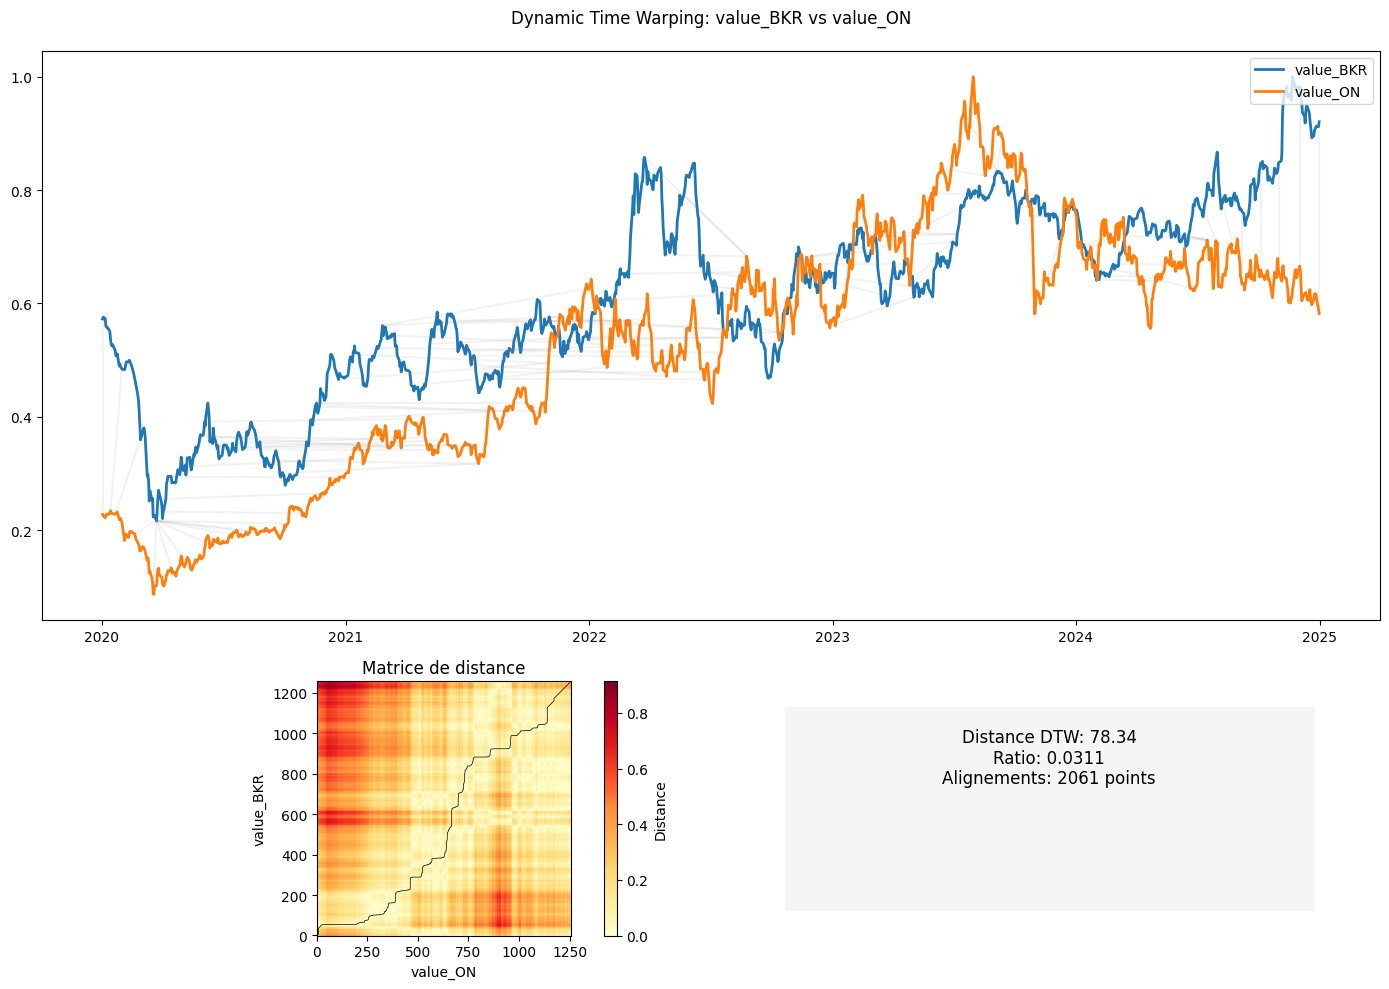 Dynamic Time Warping: value_BKR vs value_ON
1.0
0.8
0.6
0.4
0.2
value_BKR
value_ON
2020
2021
2022
2023
2024
2025
Matrice de distance
1200
1000
800
600
400
200
0
value_BKR
0
250
500
750
1000
1250
value_ON
0.8
0.6
0.4
0.2
0.0
Distance
Distance DTW: 78.34
Ratio: 0.0311
Alignements: 2061 points